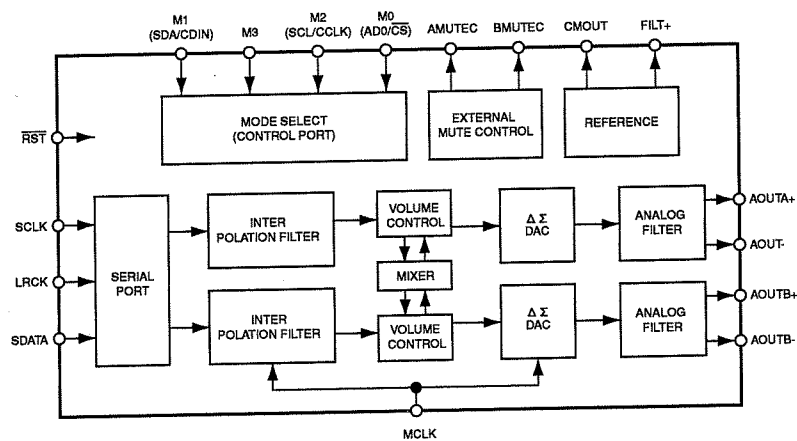 M1
(SDA/CDIN)
M3
M2
(SCL/CCLK)
M0
(AD0/CS)
AMUTEC
BMUTEC
CMOUT
FILT+
MODE SELECT
(CONTROL PORT)
EXTERNAL
MUTE CONTROL
REFERENCE
RST
SCLK
LRCK
SDATA
SERIAL
PORT
INTER
POLATION FILTER
VOLUME
CONTROL
Δ Σ
DAC
ANALOG
FILTER
AOUTA+
AOUT-
MIXER
INTER
POLATION FILTER
VOLUME
CONTROL
Δ Σ
DAC
ANALOG
FILTER
AOUTB+
AOUTB-
MCLK